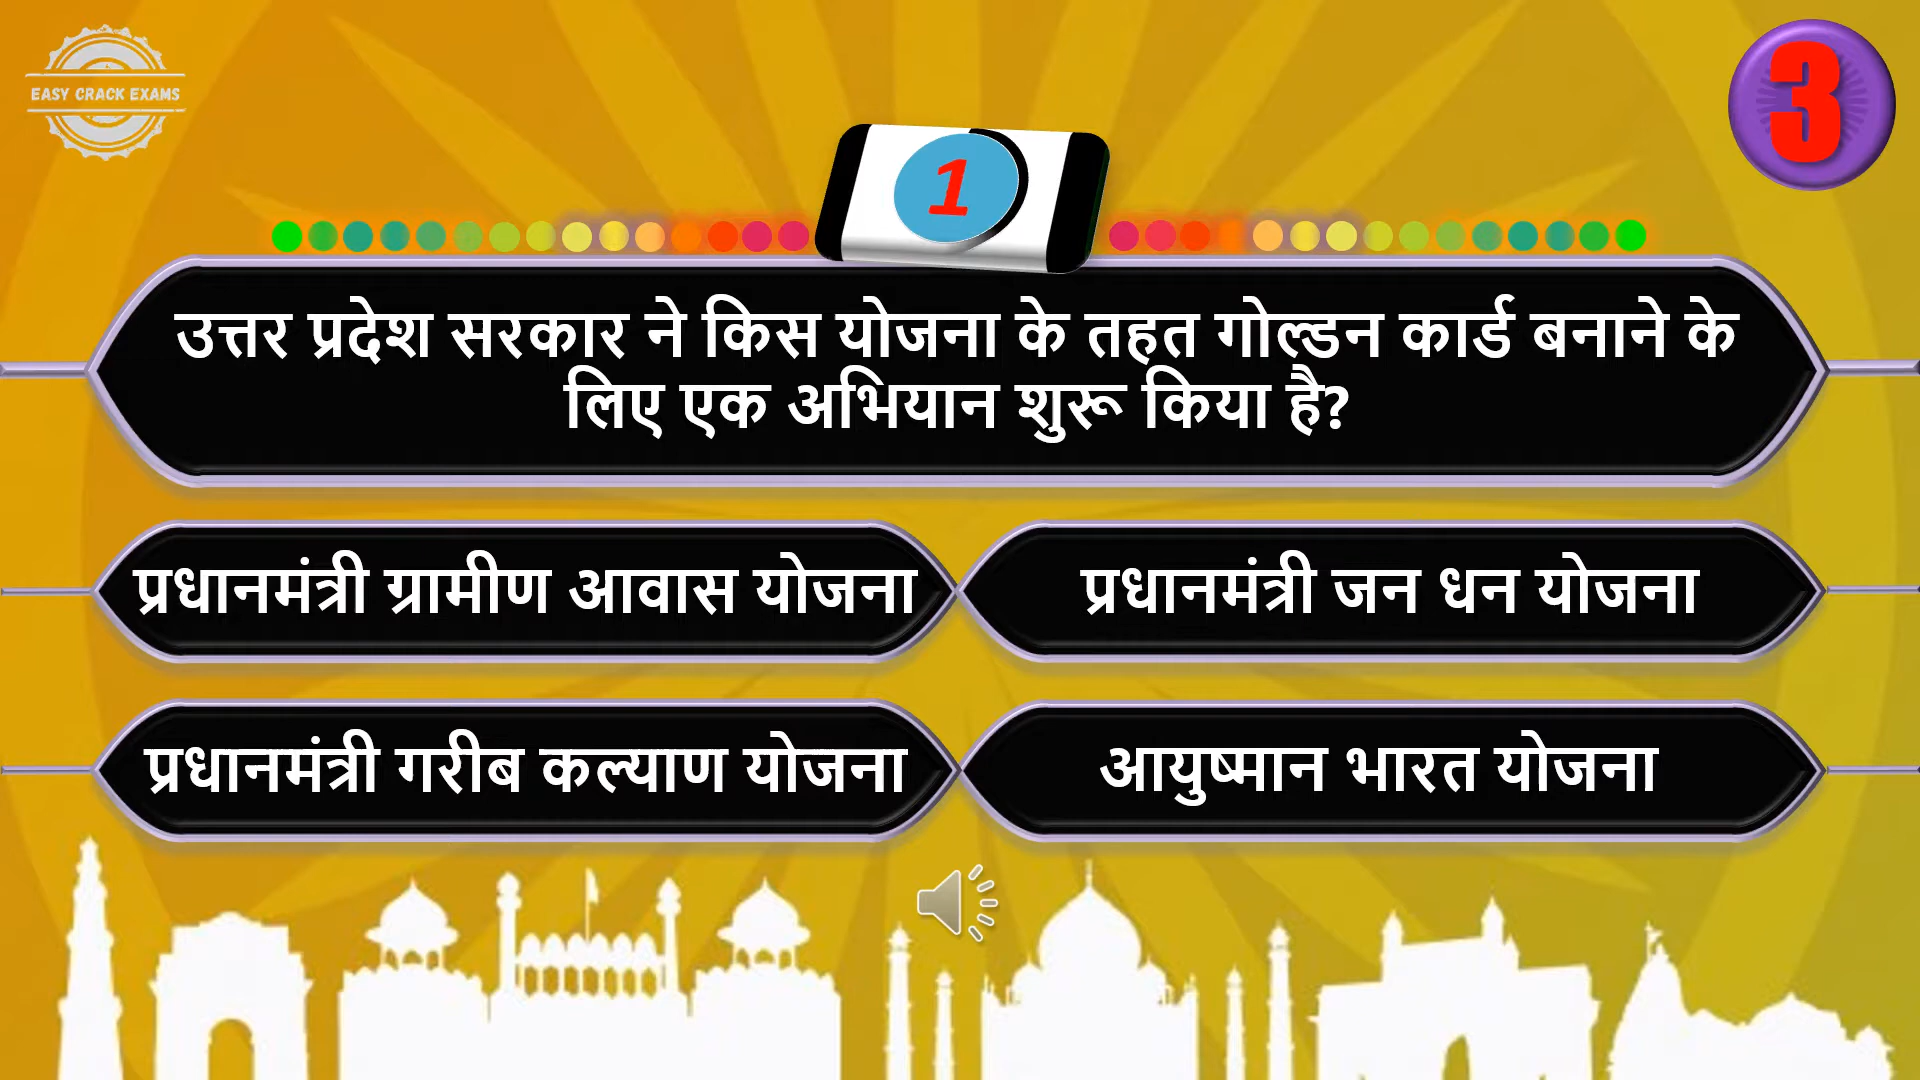 EASY CRACK EXAMS
3
1
उत्तर प्रदेश सरकार ने किस योजना के तहत गोल्डन कार्ड बनाने के
लिए एक अभियान शुरू किया है?
प्रधानमंत्री ग्रामीण आवास योजना
प्रधानमंत्री जन धन योजना
प्रधानमंत्री गरीब कल्याण योजना
आयुष्मान भारत योजना